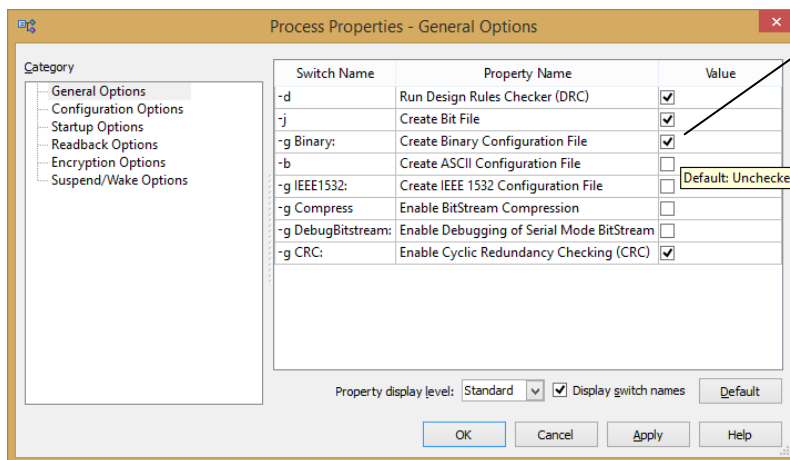 Process Properties - General Options
Category
General Options
Configuration Options
Startup Options
Readback Options
Encryption Options
Suspend/Wake Options
Switch Name Property Name Value
-d Run Design Rules Checker (DRC)
-j Create Bit File
-g Binary: Create Binary Configuration File
-b Create ASCII Configuration File
-g IEEE1532: Create IEEE 1532 Configuration File
Default: Unchecke
-g Compress Enable BitStream Compression
-g DebugBitstream: Enable Debugging of Serial Mode BitStream
-g CRC: Enable Cyclic Redundancy Checking (CRC)
Property display level: Standard Display switch names Default
OK Cancel Apply Help